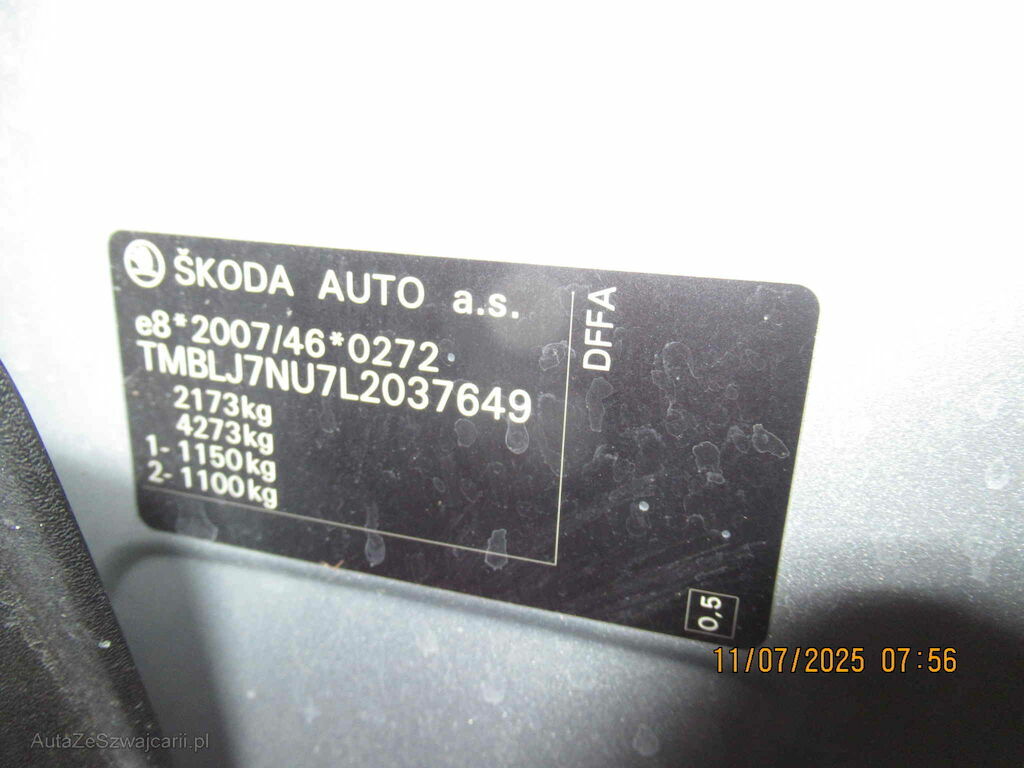 ŠKODA AUTO a.s.
e8*2007/46*0272
TMBLJ7NU7L2037649
2173kg
4273kg
1- 1150kg
2- 1100kg
DFFA
0,5
11/07/2025 07:56
AutaZeSzwajcarii.pl